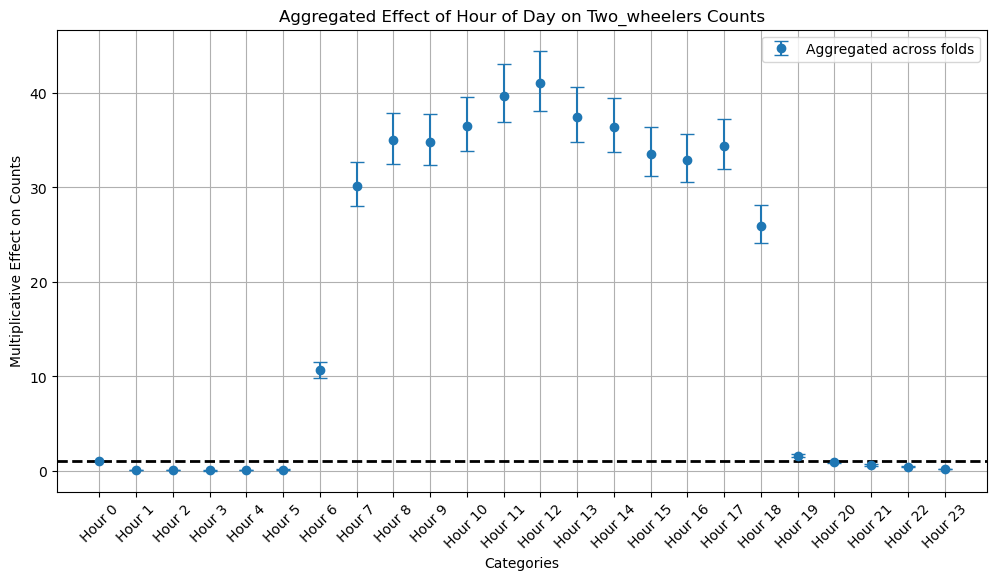 Aggregated Effect of Hour of Day on Two_wheelers Counts
Aggregated across folds
Multiplicative Effect on Counts
40
30
20
10
0
Hour 0
Hour 1
Hour 2
Hour 3
Hour 4
Hour 5
Hour 6
Hour 7
Hour 8
Hour 9
Hour 10
Hour 11
Hour 12
Hour 13
Hour 14
Hour 15
Hour 16
Hour 17
Hour 18
Hour 19
Hour 20
Hour 21
Hour 22
Hour 23
Categories